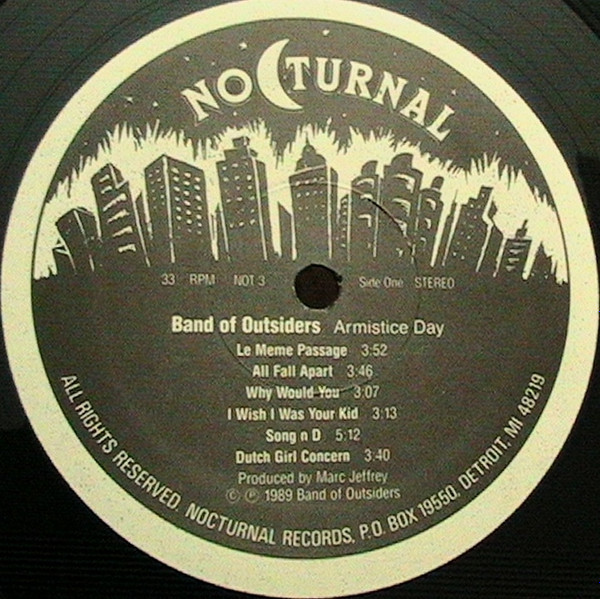 NOCTURNAL
33 RPM NOT 3 Side One STEREO
Band of Outsiders Armistice Day
Le Meme Passage 3:52
All Fall Apart 3:46
Why Would You 3:07
I Wish I Was Your Kid 3:13
Song n D 5:12
Dutch Girl Concern 3:40
Produced by Marc Jeffrey
© ℗ 1989 Band of Outsiders
ALL RIGHTS RESERVED. NOCTURNAL RECORDS, P.O. BOX 19550, DETROIT, MI 48219